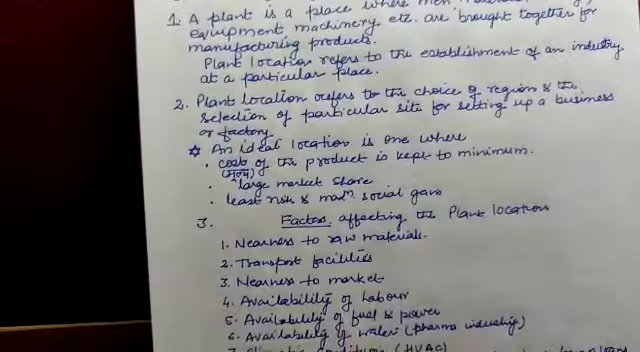 1. A plant is a place where men
equipment, machinery etc. are brought together for
manufacturing products.
Plant location refers to the establishment of an industry
at a particular place.
2. Plant location refers to the choice of region & the
selection of particular site for setting up a business
or factory.
☆ An ideal location is one where
. cost of the product is kept to minimum.
(मूल्य)
. large market share
. least risk & maxm. social gain
3. Factors affecting the Plant location
1. Nearness to raw materials.
2. Transport facilities
3. Nearness to market
4. Availability of labour
5. Availability of fuel & power
6. Availability of water (pharma industry)
7. Climatic conditions (HVAC)